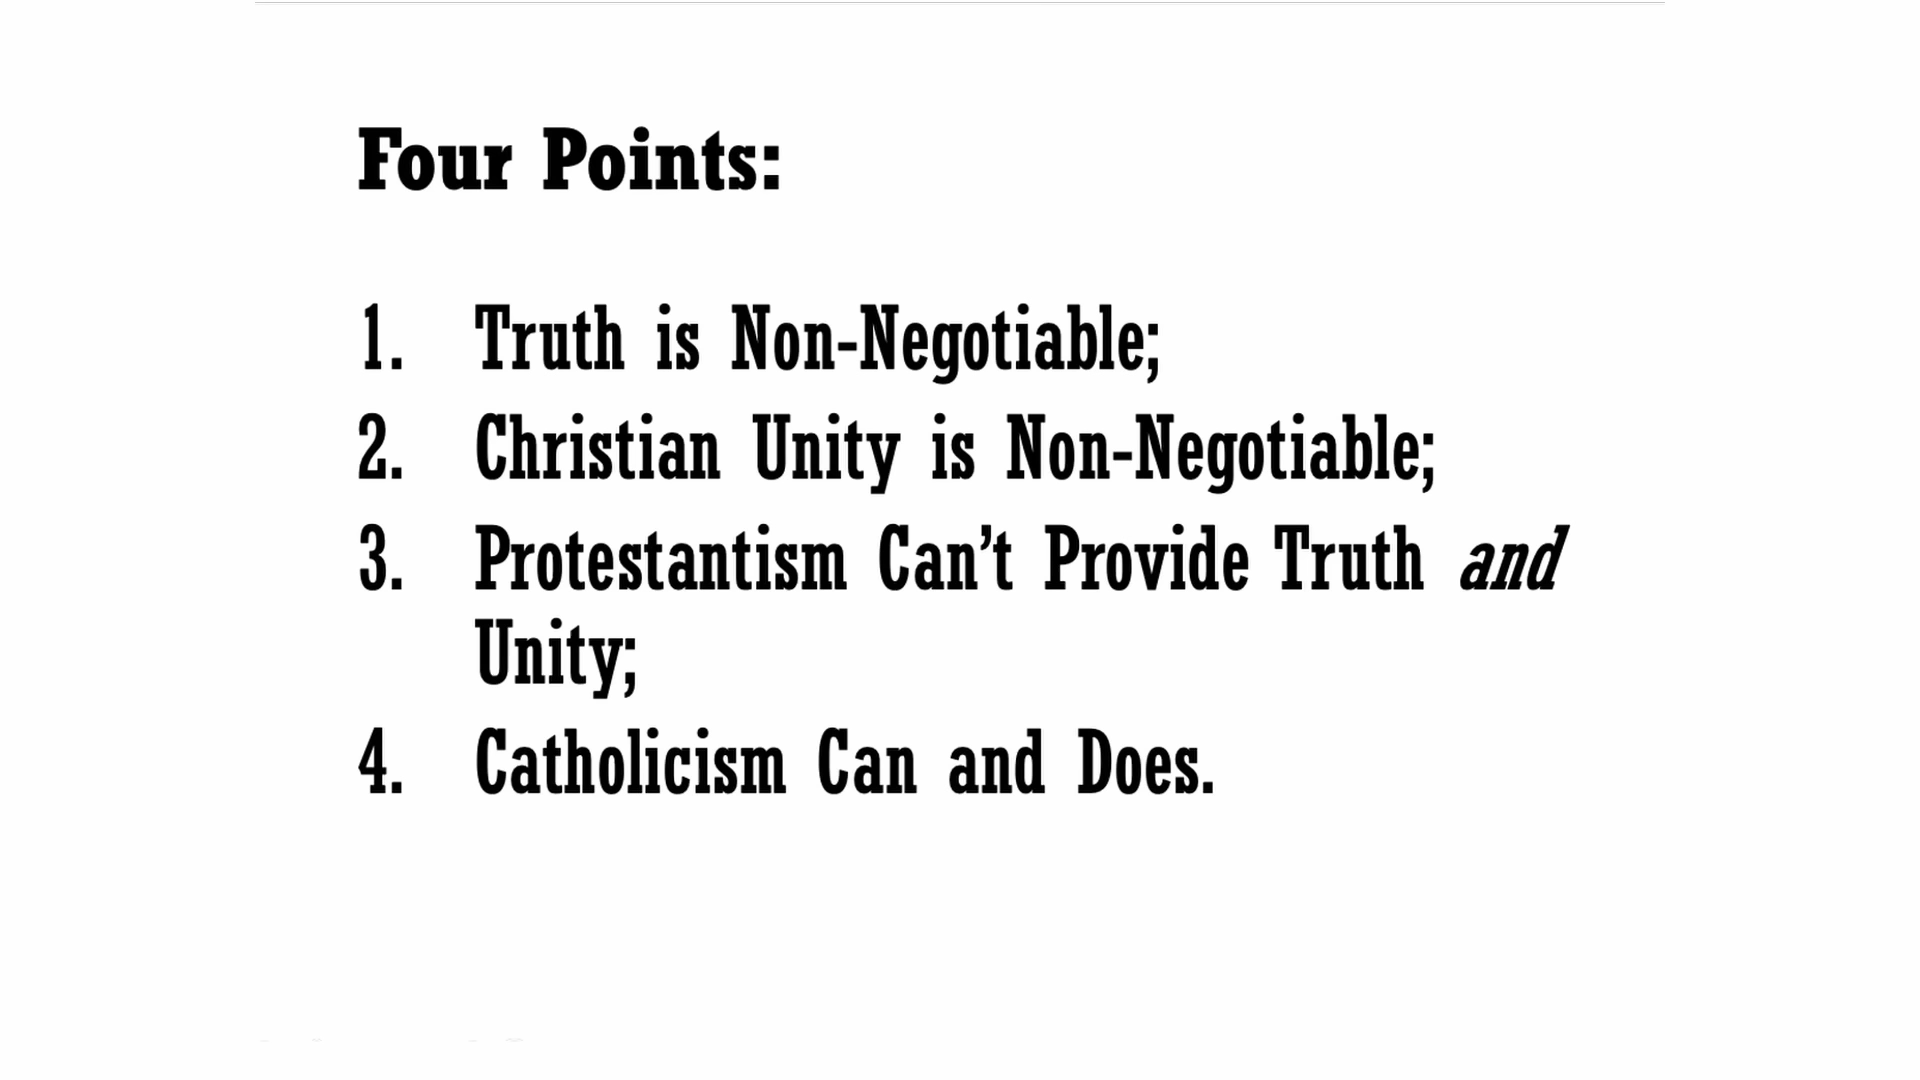 Four Points:
1. Truth is Non-Negotiable;
2. Christian Unity is Non-Negotiable;
3. Protestantism Can’t Provide Truth and
Unity;
4. Catholicism Can and Does.